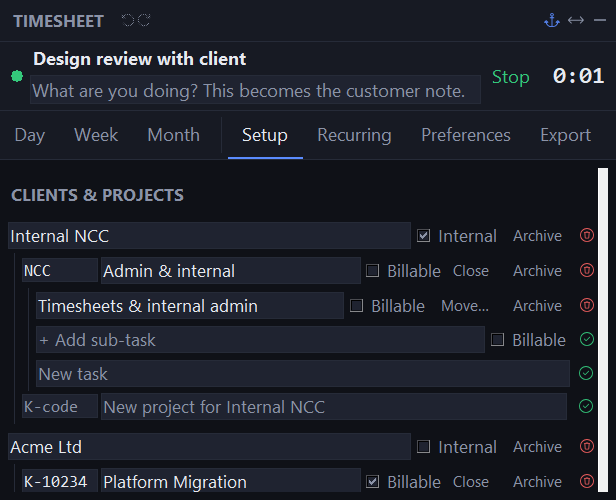 TIMESHEET
Design review with client
What are you doing? This becomes the customer note.
Stop 0:01
Day Week Month Setup Recurring Preferences Export
CLIENTS & PROJECTS
Internal NCC Internal Archive
NCC Admin & internal Billable Close Archive
Timesheets & internal admin Billable Move... Archive
+ Add sub-task Billable
New task
K-code New project for Internal NCC
Acme Ltd Internal Archive
K-10234 Platform Migration Billable Close Archive